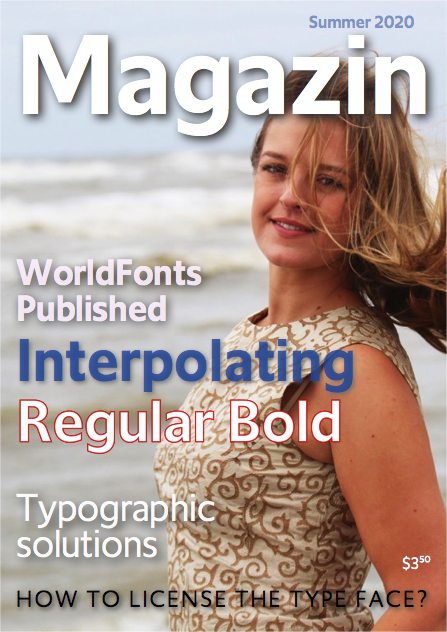 Summer 2020
Magazin
WorldFonts
Published
Interpolating
Regular Bold
Typographic
solutions
$3⁵⁰
HOW TO LICENSE THE TYPE FACE?